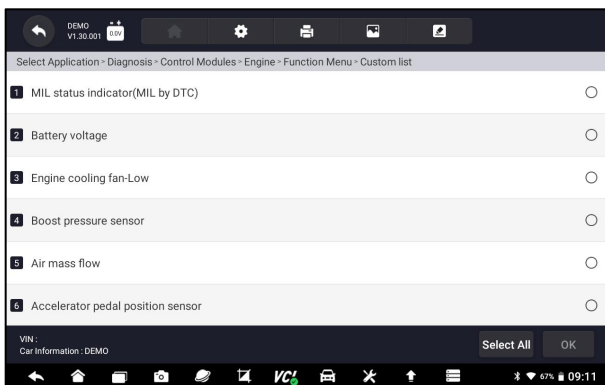 DEMO
V1.30.001
0.0V
Select Application > Diagnosis > Control Modules > Engine > Function Menu > Custom list
1 MIL status indicator(MIL by DTC)
2 Battery voltage
3 Engine cooling fan-Low
4 Boost pressure sensor
5 Air mass flow
6 Accelerator pedal position sensor
VIN :
Car Information : DEMO
Select All
OK
VCI
67%
09:11